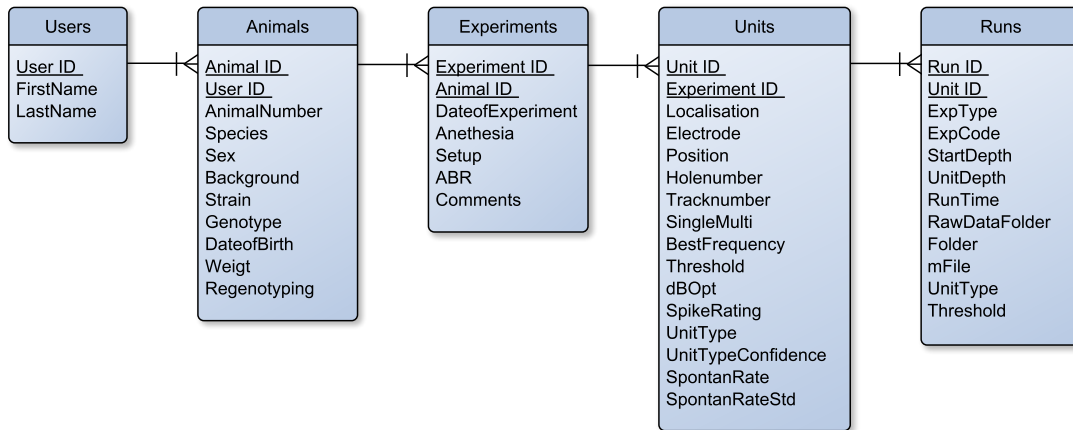 Users
User ID
FirstName
LastName
Animals
Animal ID
User ID
AnimalNumber
Species
Sex
Background
Strain
Genotype
DateofBirth
Weigt
Regenotyping
Experiments
Experiment ID
Animal ID
DateofExperiment
Anethesia
Setup
ABR
Comments
Units
Unit ID
Experiment ID
Localisation
Electrode
Position
Holenumber
Tracknumber
SingleMulti
BestFrequency
Threshold
dBOpt
SpikeRating
UnitType
UnitTypeConfidence
SpontanRate
SpontanRateStd
Runs
Run ID
Unit ID
ExpType
ExpCode
StartDepth
UnitDepth
RunTime
RawDataFolder
Folder
mFile
UnitType
Threshold